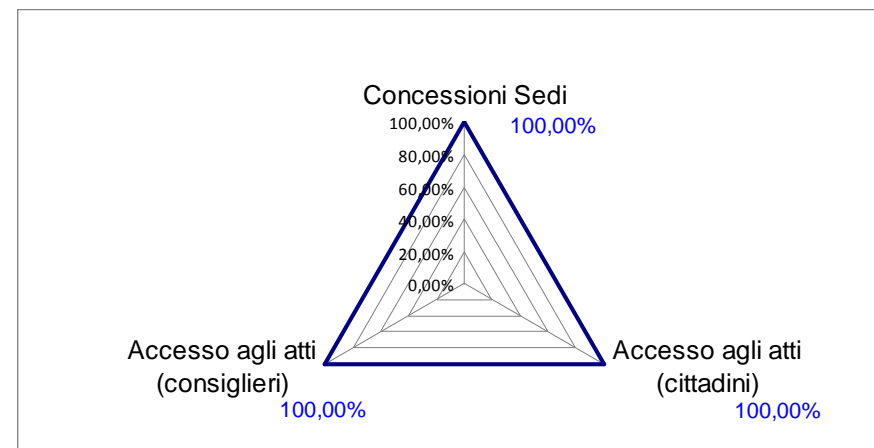 Concessioni Sedi
100,00%
100,00%
80,00%
60,00%
40,00%
20,00%
0,00%
Accesso agli atti
(consiglieri)
100,00%
Accesso agli atti
(cittadini)
100,00%